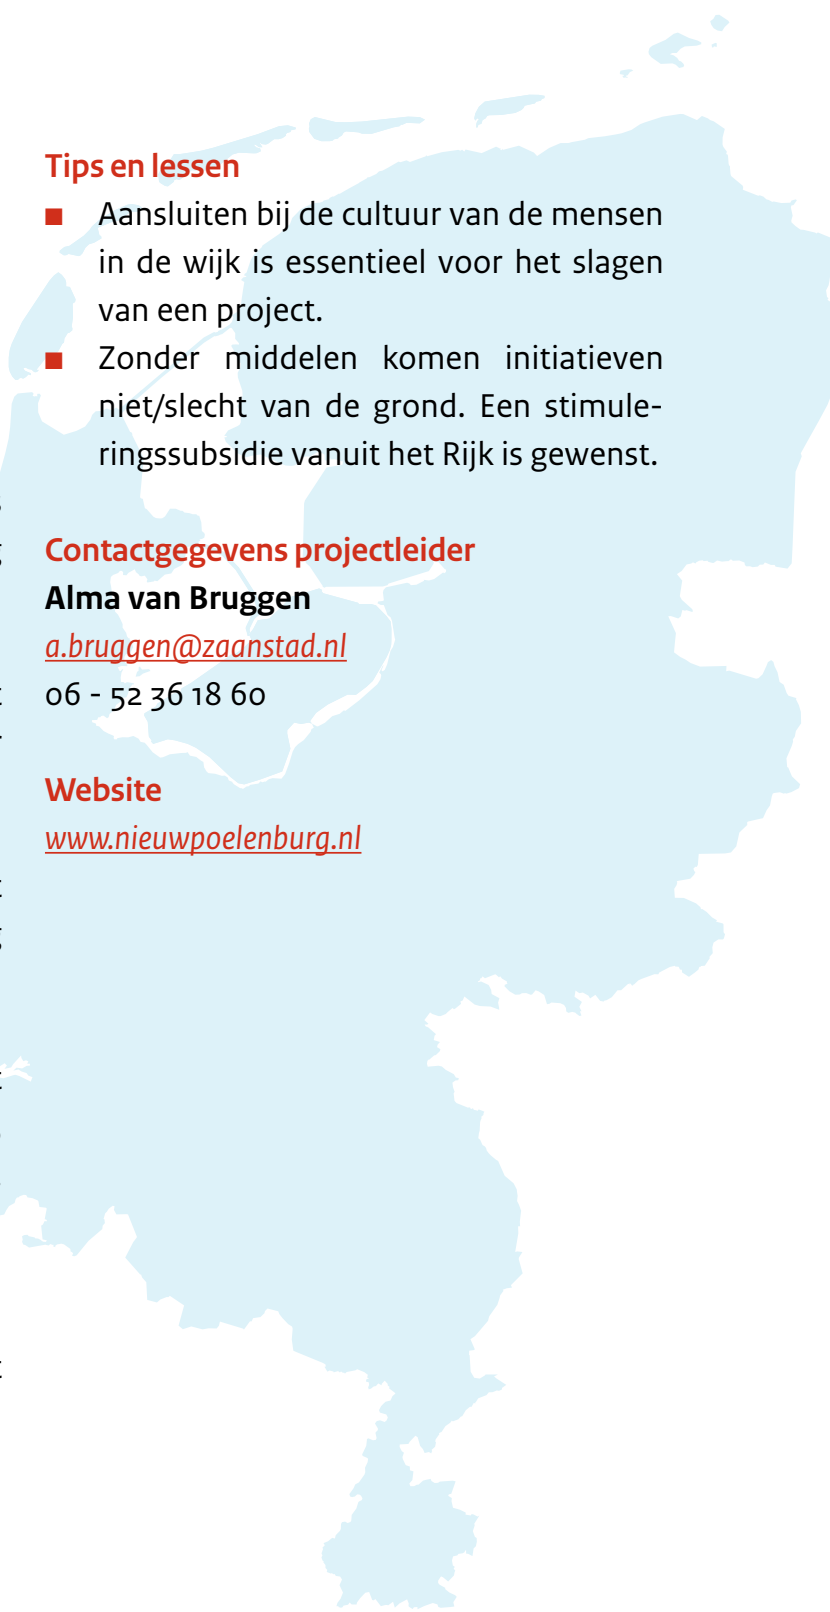 Tips en lessen
■ Aansluiten bij de cultuur van de mensen
in de wijk is essentieel voor het slagen
van een project.
■ Zonder middelen komen initiatieven
niet/slecht van de grond. Een stimule-
ringssubsidie vanuit het Rijk is gewenst.
Contactgegevens projectleider
Alma van Bruggen
a.bruggen@zaanstad.nl
06 - 52 36 18 60
Website
www.nieuwpoelenburg.nl